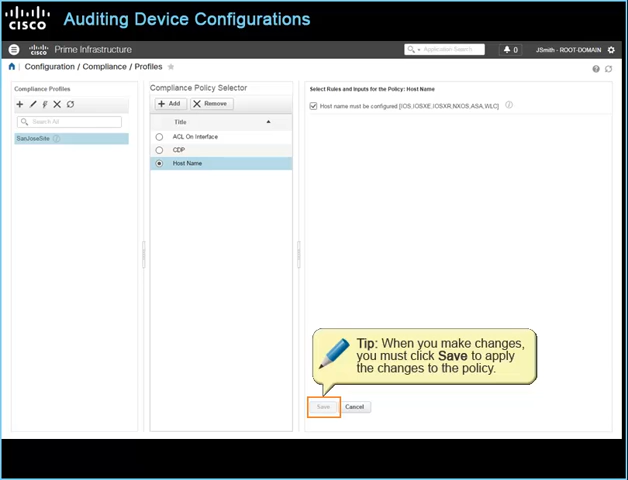 CISCO
Auditing Device Configurations
CISCO
Prime Infrastructure
Application Search
0
JSmith - ROOT-DOMAIN
Configuration / Compliance / Profiles
Compliance Profiles
Search All
SanJoseSite
Compliance Policy Selector
Add
Remove
Title
ACL On Interface
CDP
Host Name
Select Rules and Inputs for the Policy: Host Name
Host name must be configured [IOS,IOSXE,IOSXR,NXOS,ASA,WLC]
Tip: When you make changes,
you must click Save to apply
the changes to the policy.
Save
Cancel